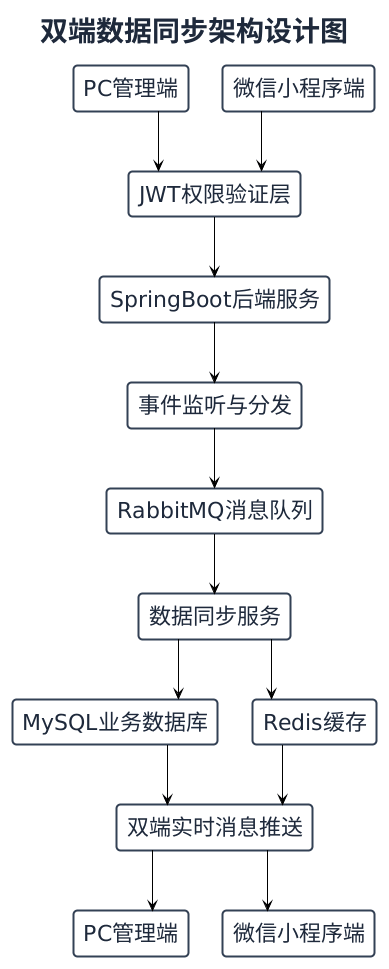 双端数据同步架构设计图
PC管理端
微信小程序端
JWT权限验证层
SpringBoot后端服务
事件监听与分发
RabbitMQ消息队列
数据同步服务
MySQL业务数据库
Redis缓存
双端实时消息推送
PC管理端
微信小程序端